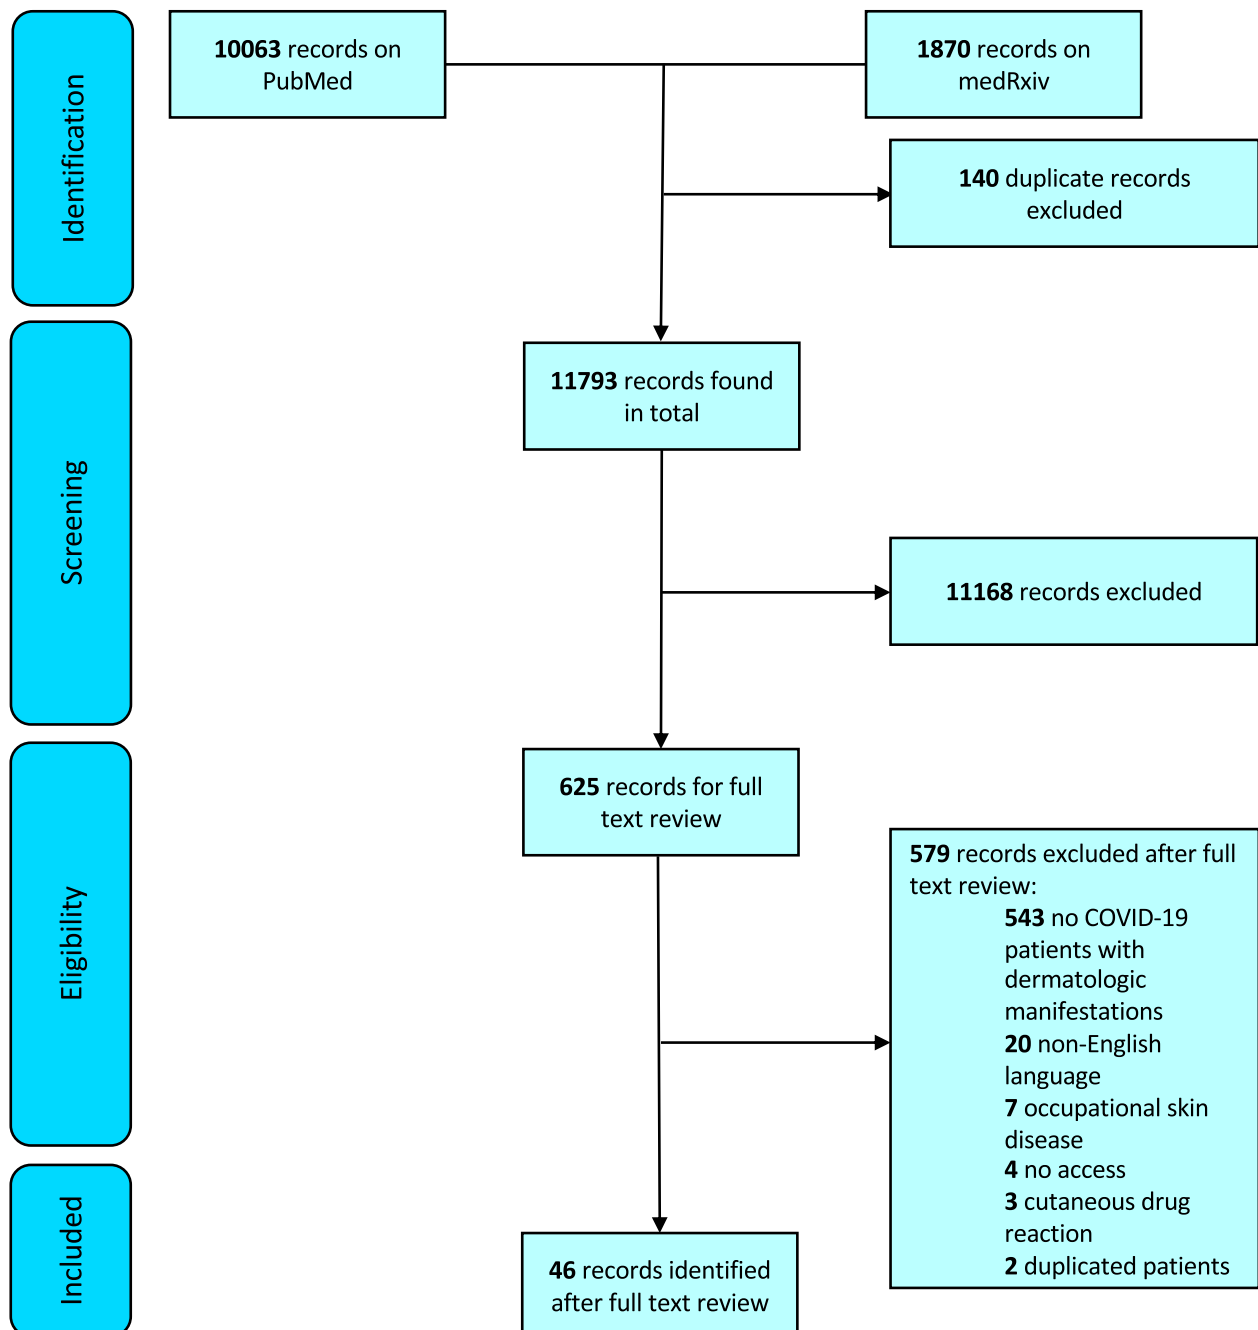 Identification
10063 records on
PubMed
1870 records on
medRxiv
140 duplicate records
excluded
Screening
11793 records found
in total
11168 records excluded
Eligibility
625 records for full
text review
579 records excluded after full
text review:
543 no COVID-19
patients with
dermatologic
manifestations
20 non-English
language
7 occupational skin
disease
4 no access
3 cutaneous drug
reaction
2 duplicated patients
Included
46 records identified
after full text review